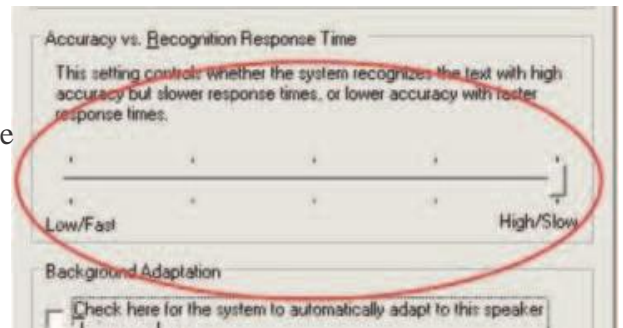 Accuracy vs. Recognition Response Time
This setting controls whether the system recognizes the text with high
accuracy but slower response times, or lower accuracy with faster
response times.
e
Low/Fast High/Slow
Background Adaptation
Check here for the system to automatically adapt to this speaker